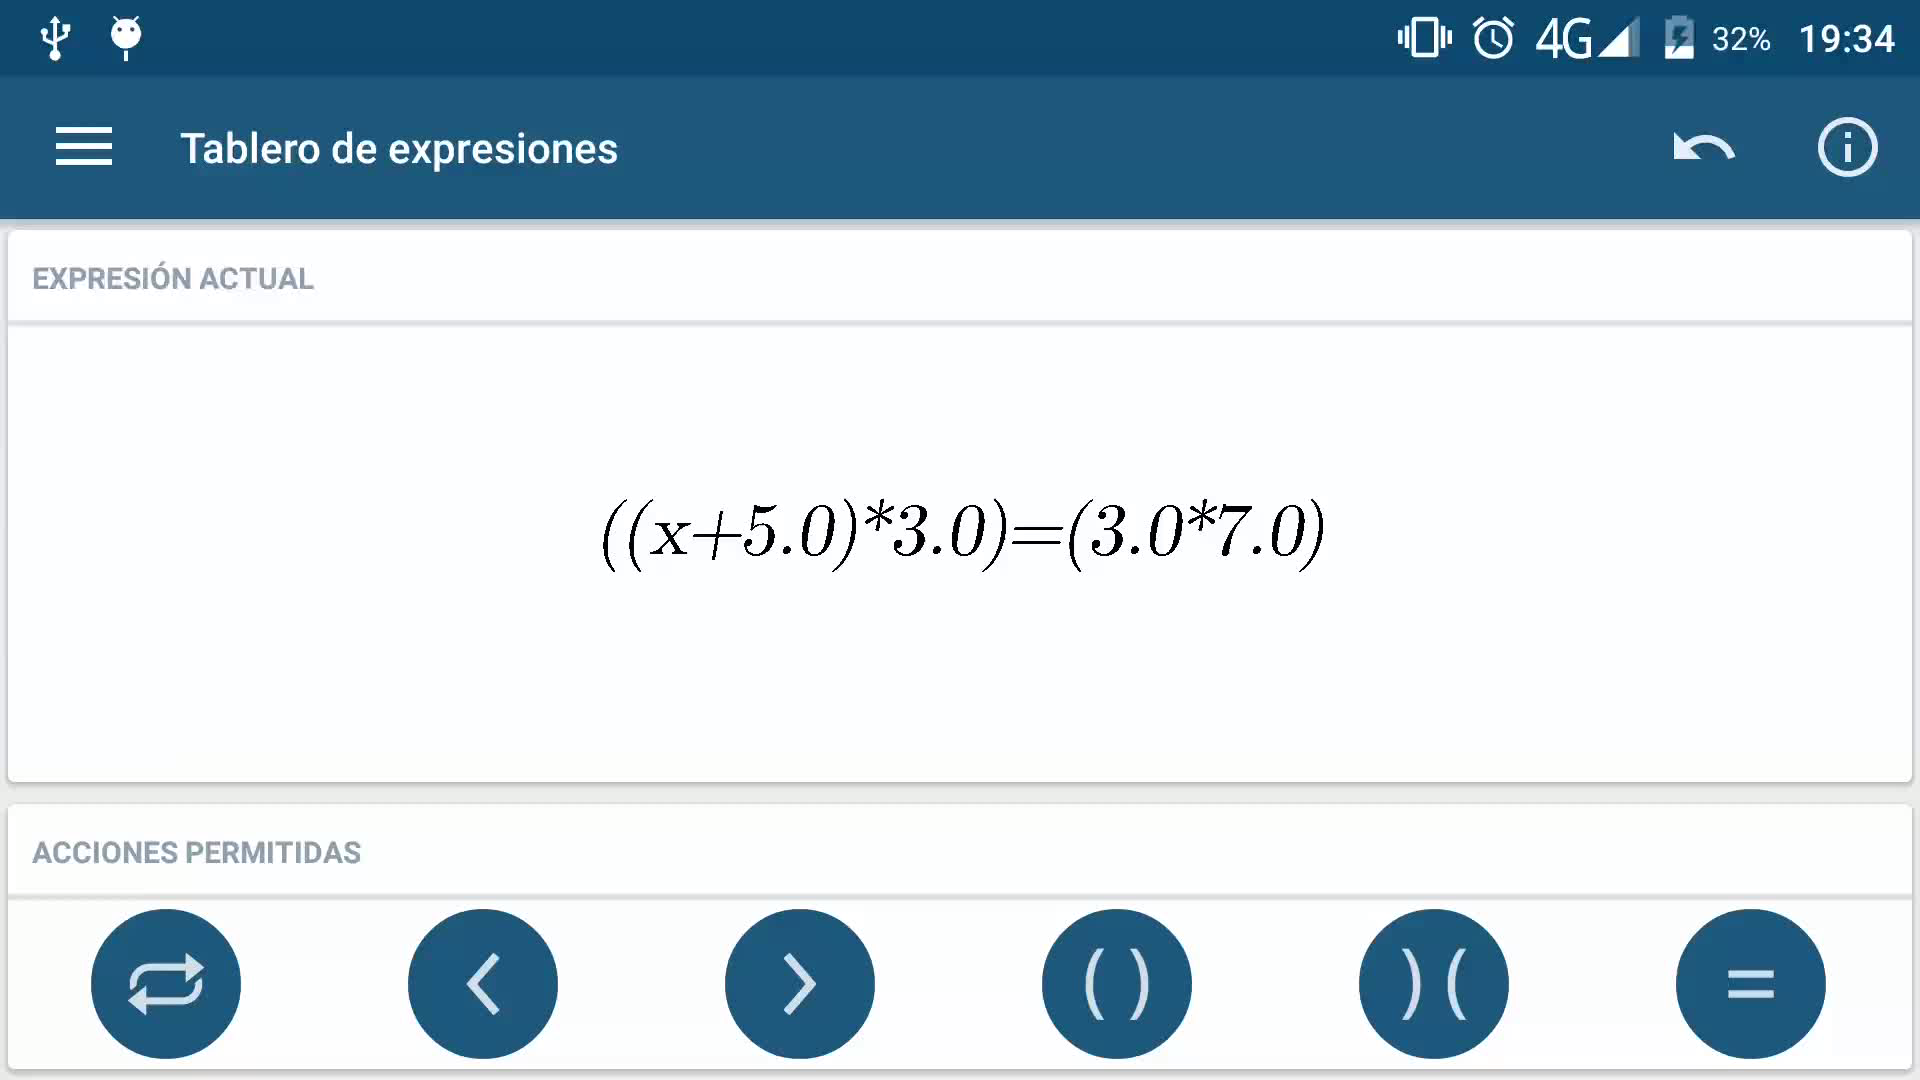 4G 32% 19:34
Tablero de expresiones
EXPRESIÓN ACTUAL
((x+5.0)*3.0)=(3.0*7.0)
ACCIONES PERMITIDAS
< > ( ) ) ( =